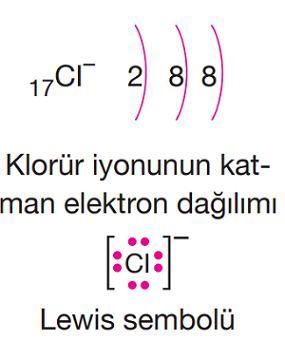 ₁₇Cl⁻ 2 8 8
Klorür iyonunun kat-
man elektron dağılımı
[Cl]⁻
Lewis sembolü